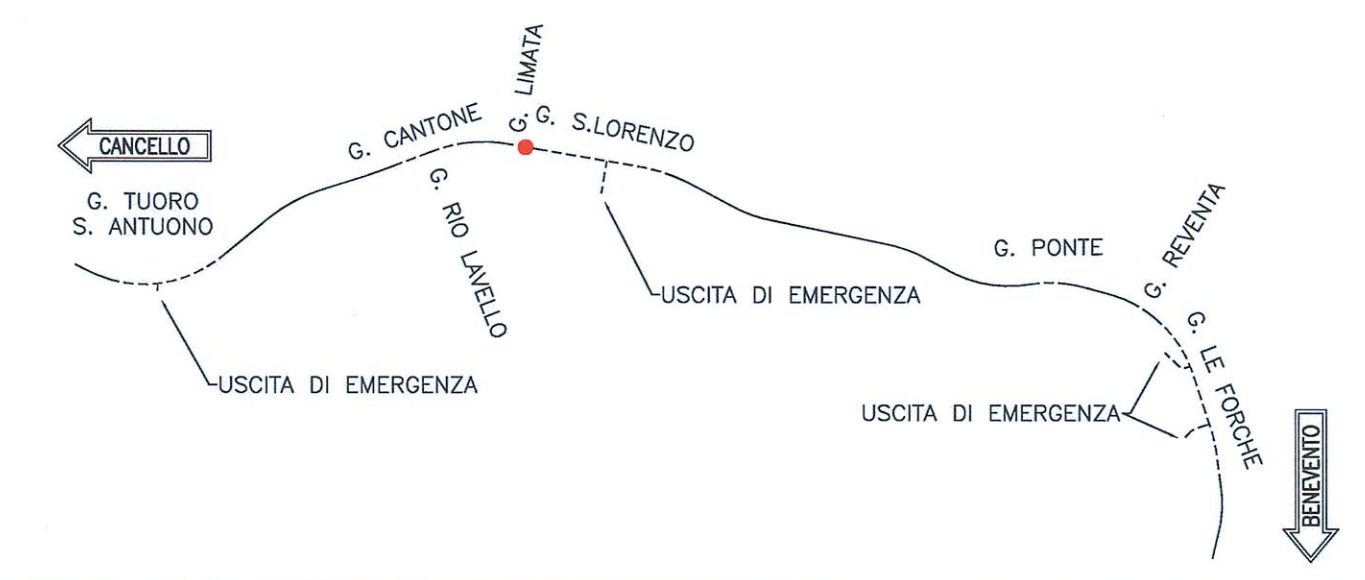 CANCELLO
G. TUORO
S. ANTUONO
G. CANTONE
G. LIMATA
G. S.LORENZO
G. RIO LAVELLO
USCITA DI EMERGENZA
USCITA DI EMERGENZA
G. PONTE
G. REVENTA
G. LE FORCHE
USCITA DI EMERGENZA
BENEVENTO